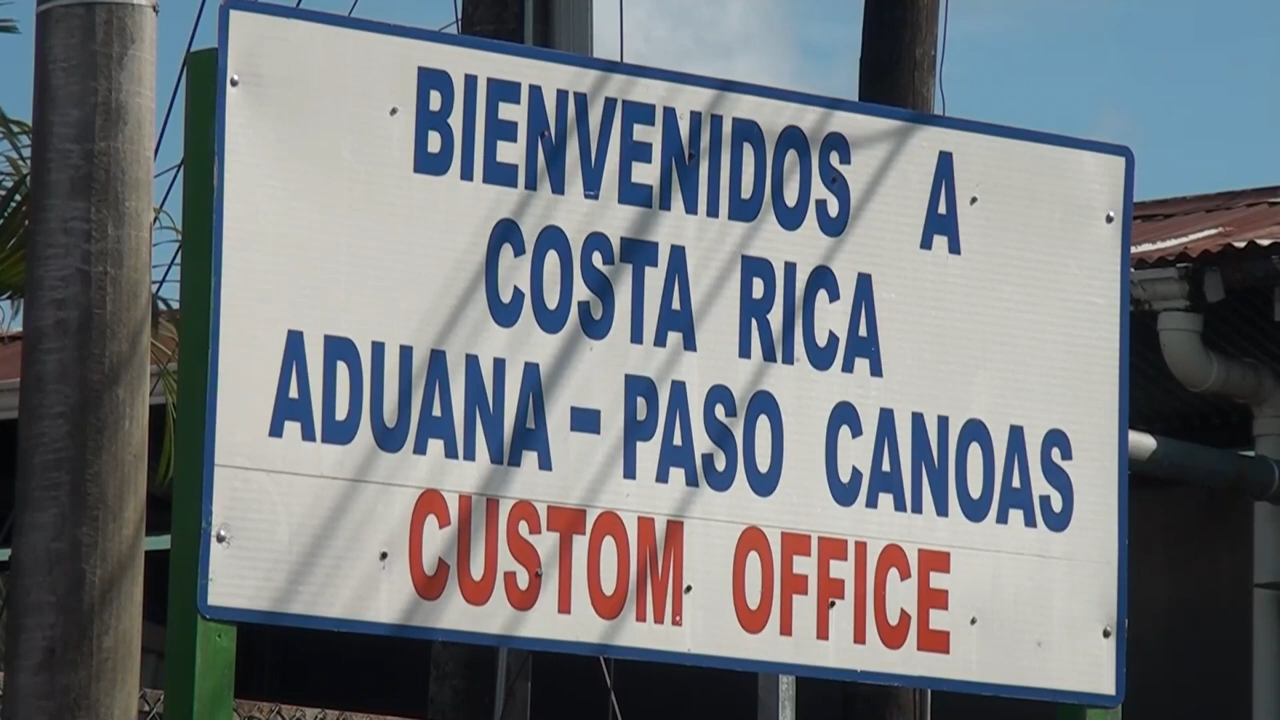 BIENVENIDOS A
COSTA RICA
ADUANA - PASO CANOAS
CUSTOM OFFICE